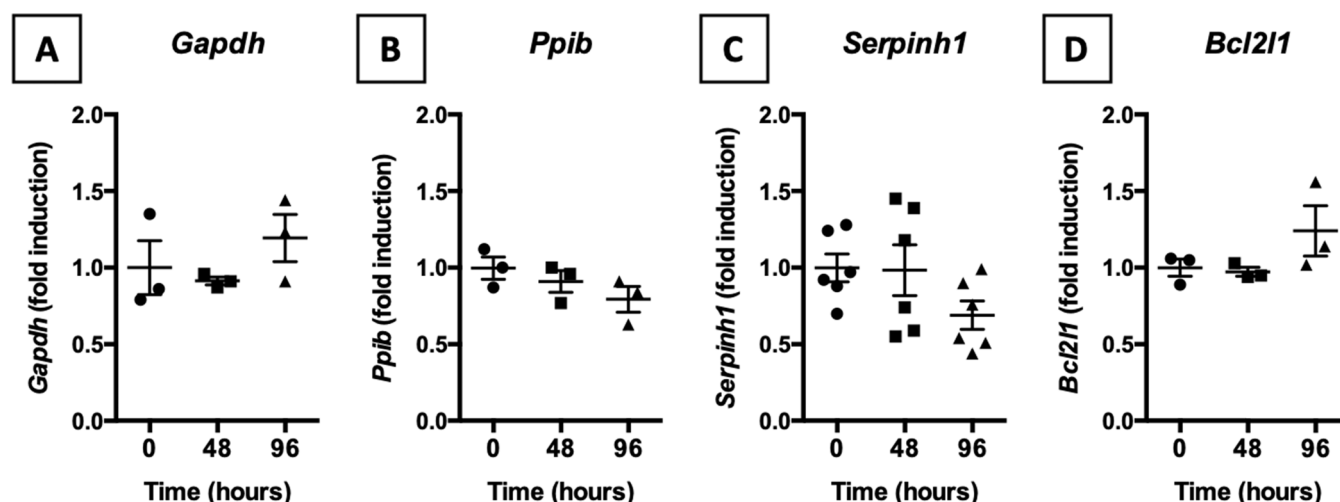 A
Gapdh
Gapdh (fold induction)
2.0
1.5
1.0
0.5
0.0
0
48
96
Time (hours)
B
Ppib
Ppib (fold induction)
2.0
1.5
1.0
0.5
0.0
0
48
96
Time (hours)
C
Serpinh1
Serpinh1 (fold induction)
2.0
1.5
1.0
0.5
0.0
0
48
96
Time (hours)
D
Bcl2l1
Bcl2l1 (fold induction)
2.0
1.5
1.0
0.5
0.0
0
48
96
Time (hours)